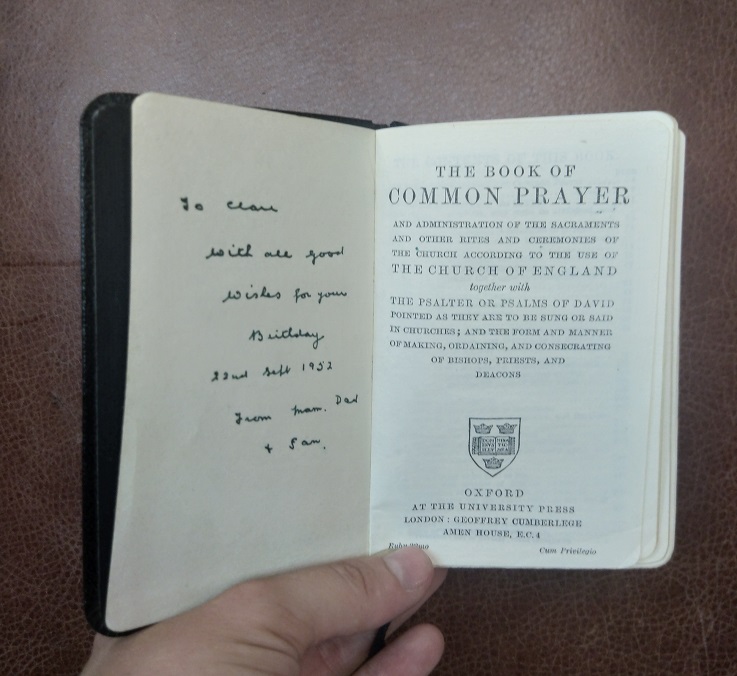 To Clare
with all good
wishes for your
Birthday
22nd Sept 1952
From Mam. Dad
+ Ian.
THE BOOK OF
COMMON PRAYER
AND ADMINISTRATION OF THE SACRAMENTS
AND OTHER RITES AND CEREMONIES OF
THE CHURCH ACCORDING TO THE USE OF
THE CHURCH OF ENGLAND
together with
THE PSALTER OR PSALMS OF DAVID
POINTED AS THEY ARE TO BE SUNG OR SAID
IN CHURCHES; AND THE FORM AND MANNER
OF MAKING, ORDAINING, AND CONSECRATING
OF BISHOPS, PRIESTS, AND
DEACONS
OXFORD
AT THE UNIVERSITY PRESS
LONDON: GEOFFREY CUMBERLEGE
AMEN HOUSE, E.C.4
Cum Privilegio